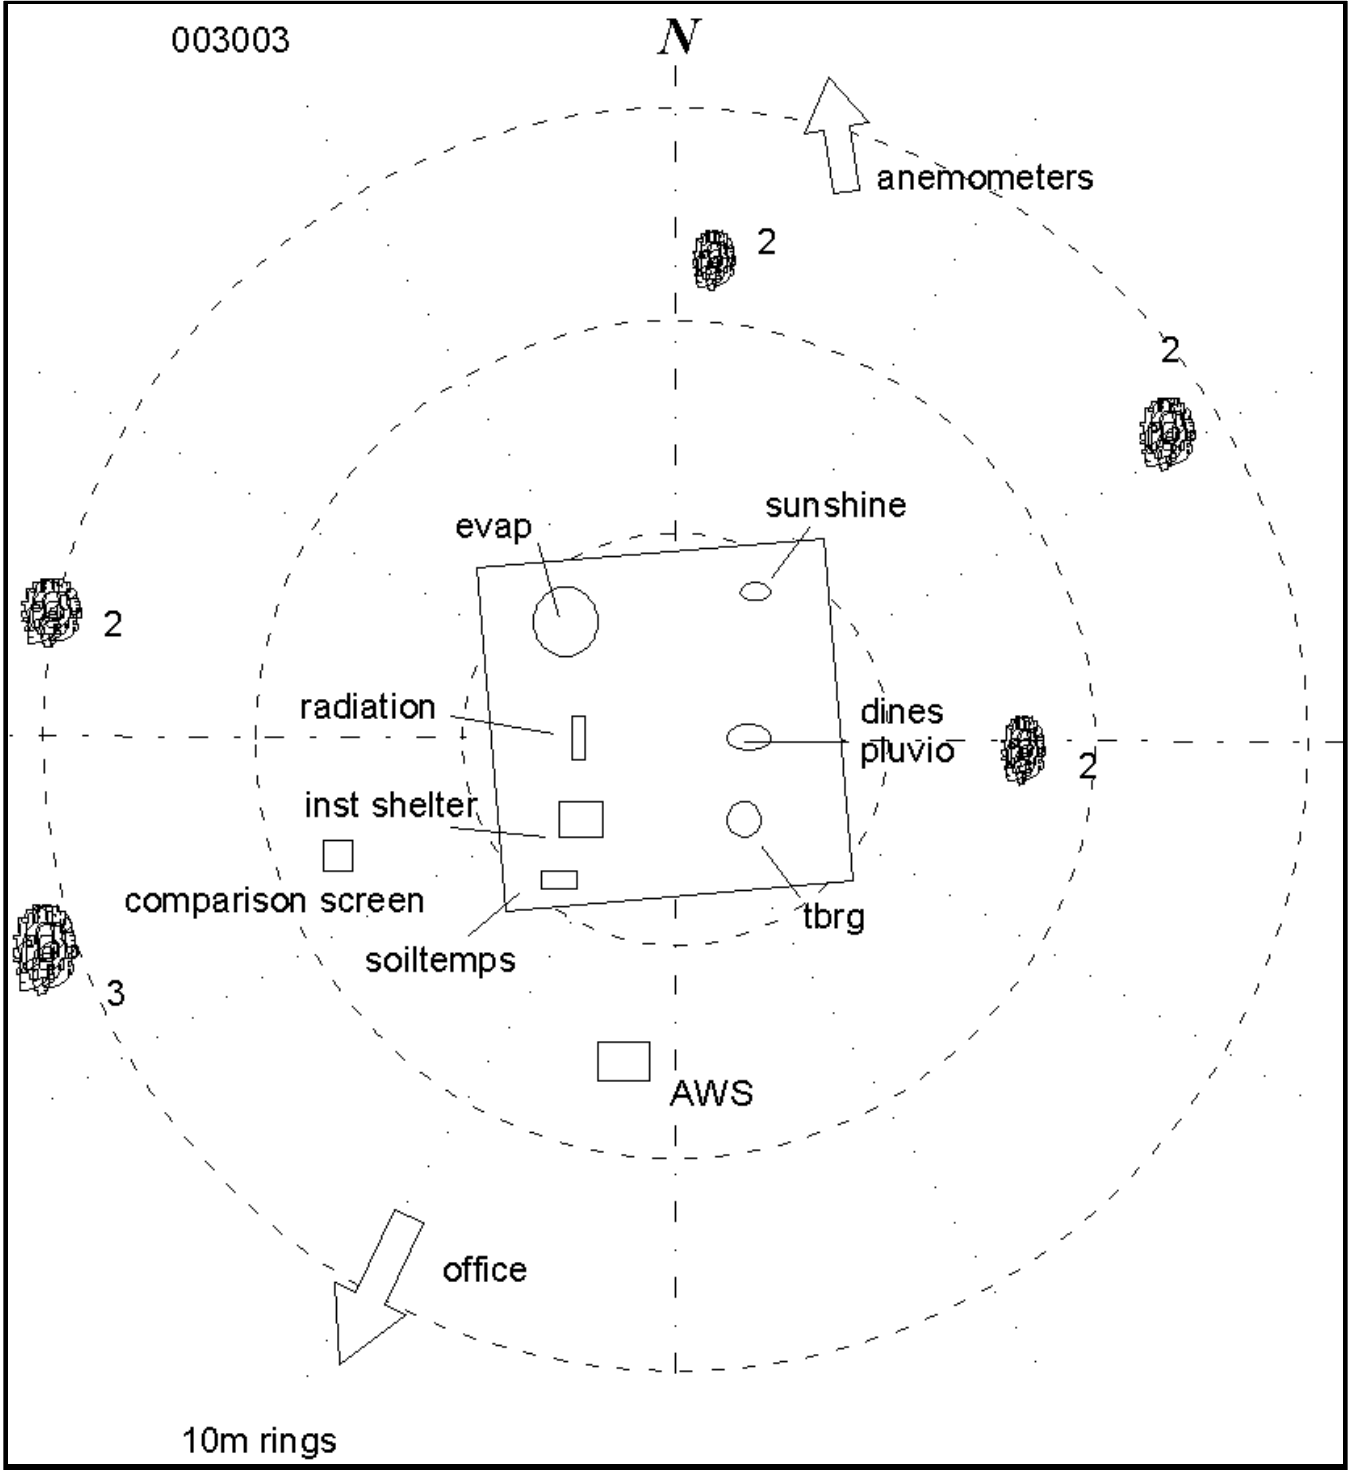 003003
N
anemometers
2
2
sunshine
evap
2
radiation
dines
pluvio
2
inst shelter
comparison screen
tbrg
soiltemps
3
AWS
office
10m rings